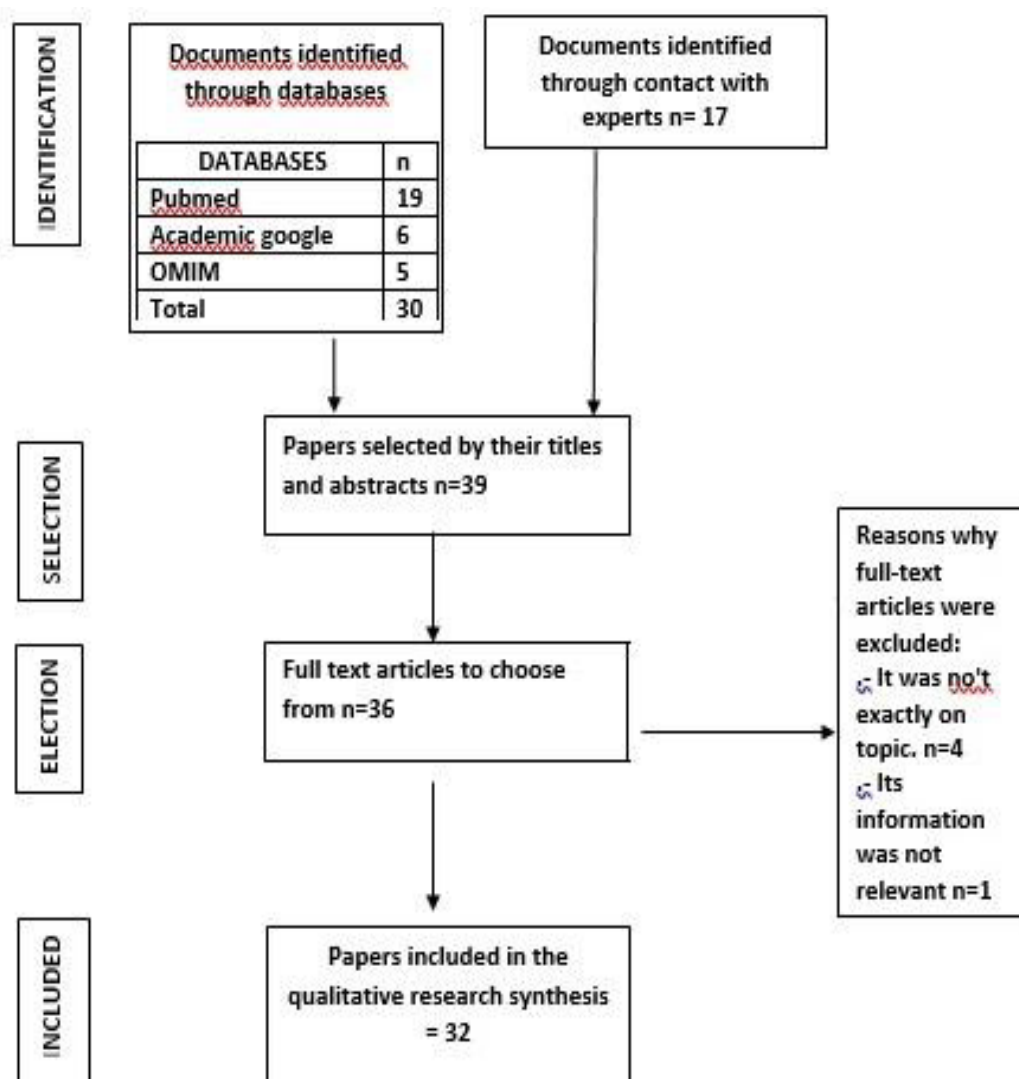 IDENTIFICATION
Documents identified
through databases
DATABASES n
Pubmed 19
Academic google 6
OMIM 5
Total 30
Documents identified
through contact with
experts n= 17
SELECTION
Papers selected by their titles
and abstracts n=39
ELECTION
Full text articles to choose
from n=36
Reasons why
full-text
articles were
excluded:
- It was no't
exactly on
topic. n=4
- Its
information
was not
relevant n=1
INCLUDED
Papers included in the
qualitative research synthesis
= 32